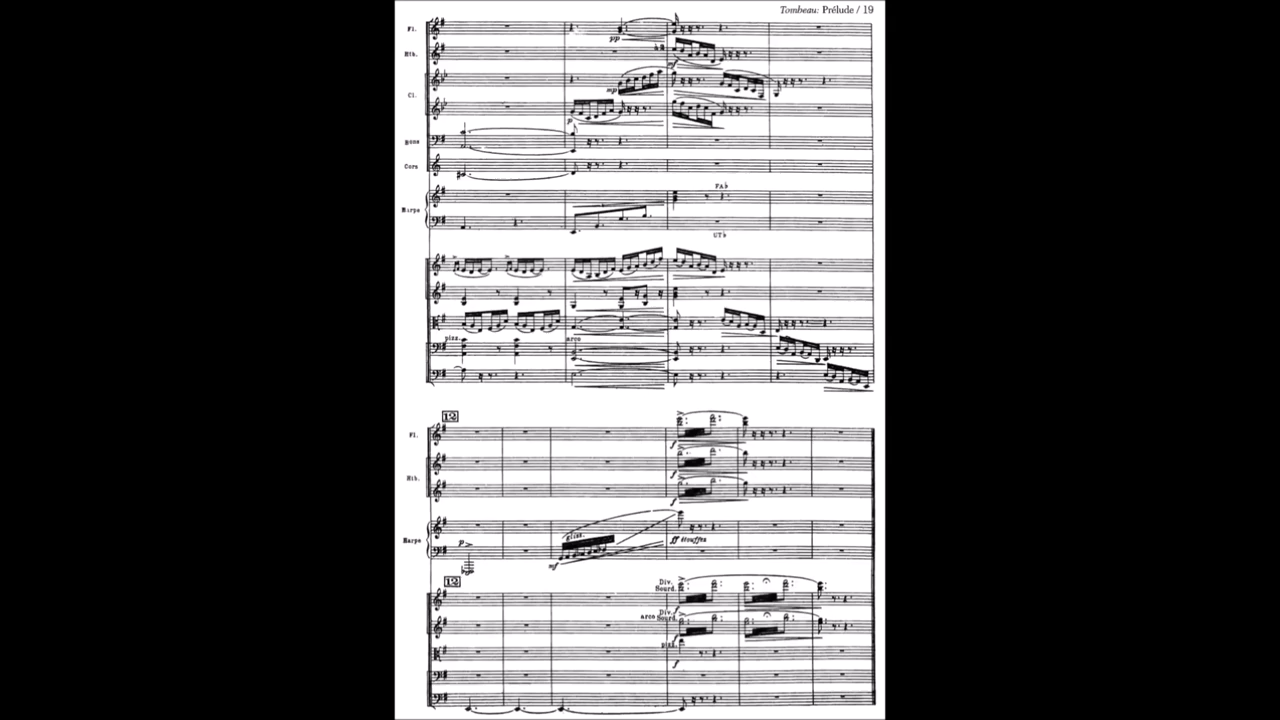 Tombeau: Prélude / 19
Fl.
pp
Htb.
mf
mp
Cl.
p
Bons
Cors
FA♭
Harpe
UT♭
pizz.
arco
12
Fl.
f
f
Htb.
f
gliss.
p
Harpe
ff étouffez
mf
12
Div.
Sourd.
f
Div.
arco Sourd.
f
pizz.
f